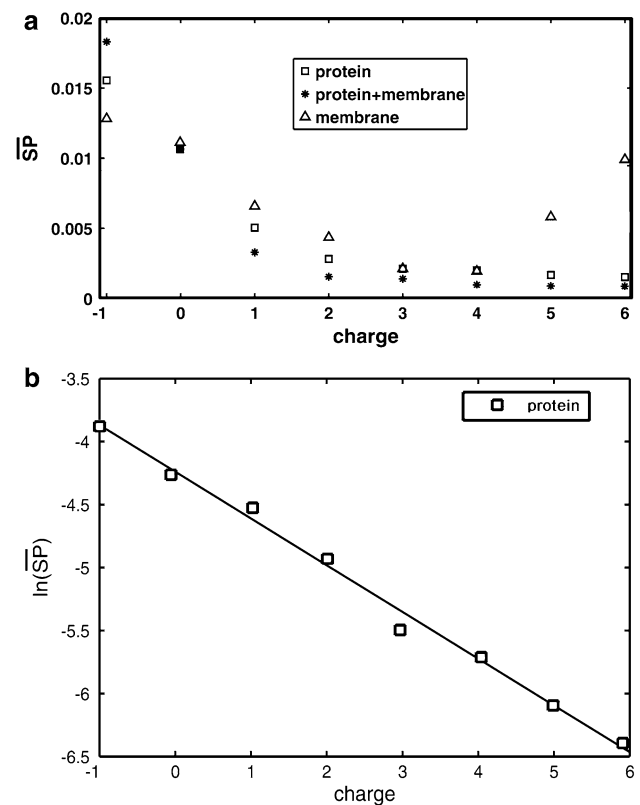 a
0.02
0.015
0.01
0.005
0
SP
protein
protein+membrane
membrane
-1 0 1 2 3 4 5 6
charge
b
-3.5
-4
-4.5
-5
-5.5
-6
-6.5
ln(SP)
protein
-1 0 1 2 3 4 5 6
charge